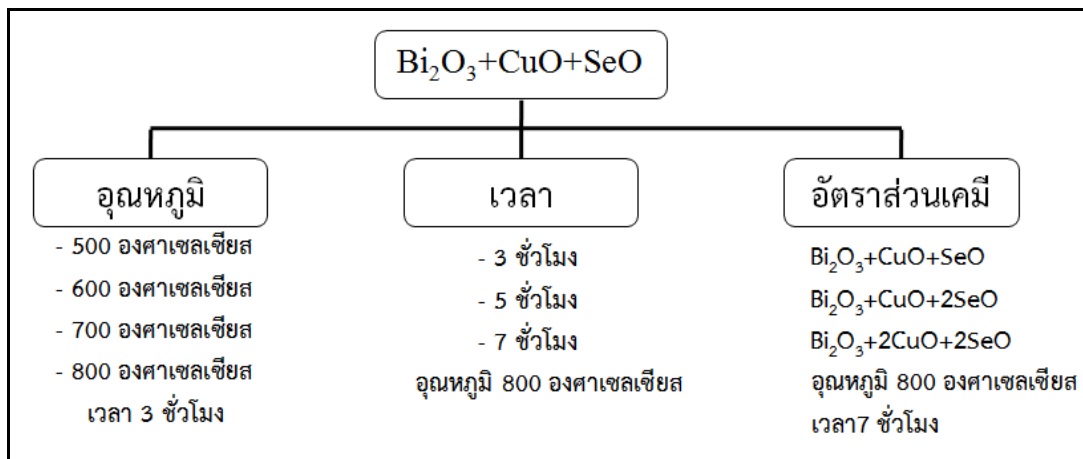 Bi₂O₃+CuO+SeO
อุณหภูมิ
- 500 องศาเซลเซียส
- 600 องศาเซลเซียส
- 700 องศาเซลเซียส
- 800 องศาเซลเซียส
เวลา 3 ชั่วโมง
เวลา
- 3 ชั่วโมง
- 5 ชั่วโมง
- 7 ชั่วโมง
อุณหภูมิ 800 องศาเซลเซียส
อัตราส่วนเคมี
Bi₂O₃+CuO+SeO
Bi₂O₃+CuO+2SeO
Bi₂O₃+2CuO+2SeO
อุณหภูมิ 800 องศาเซลเซียส
เวลา7 ชั่วโมง